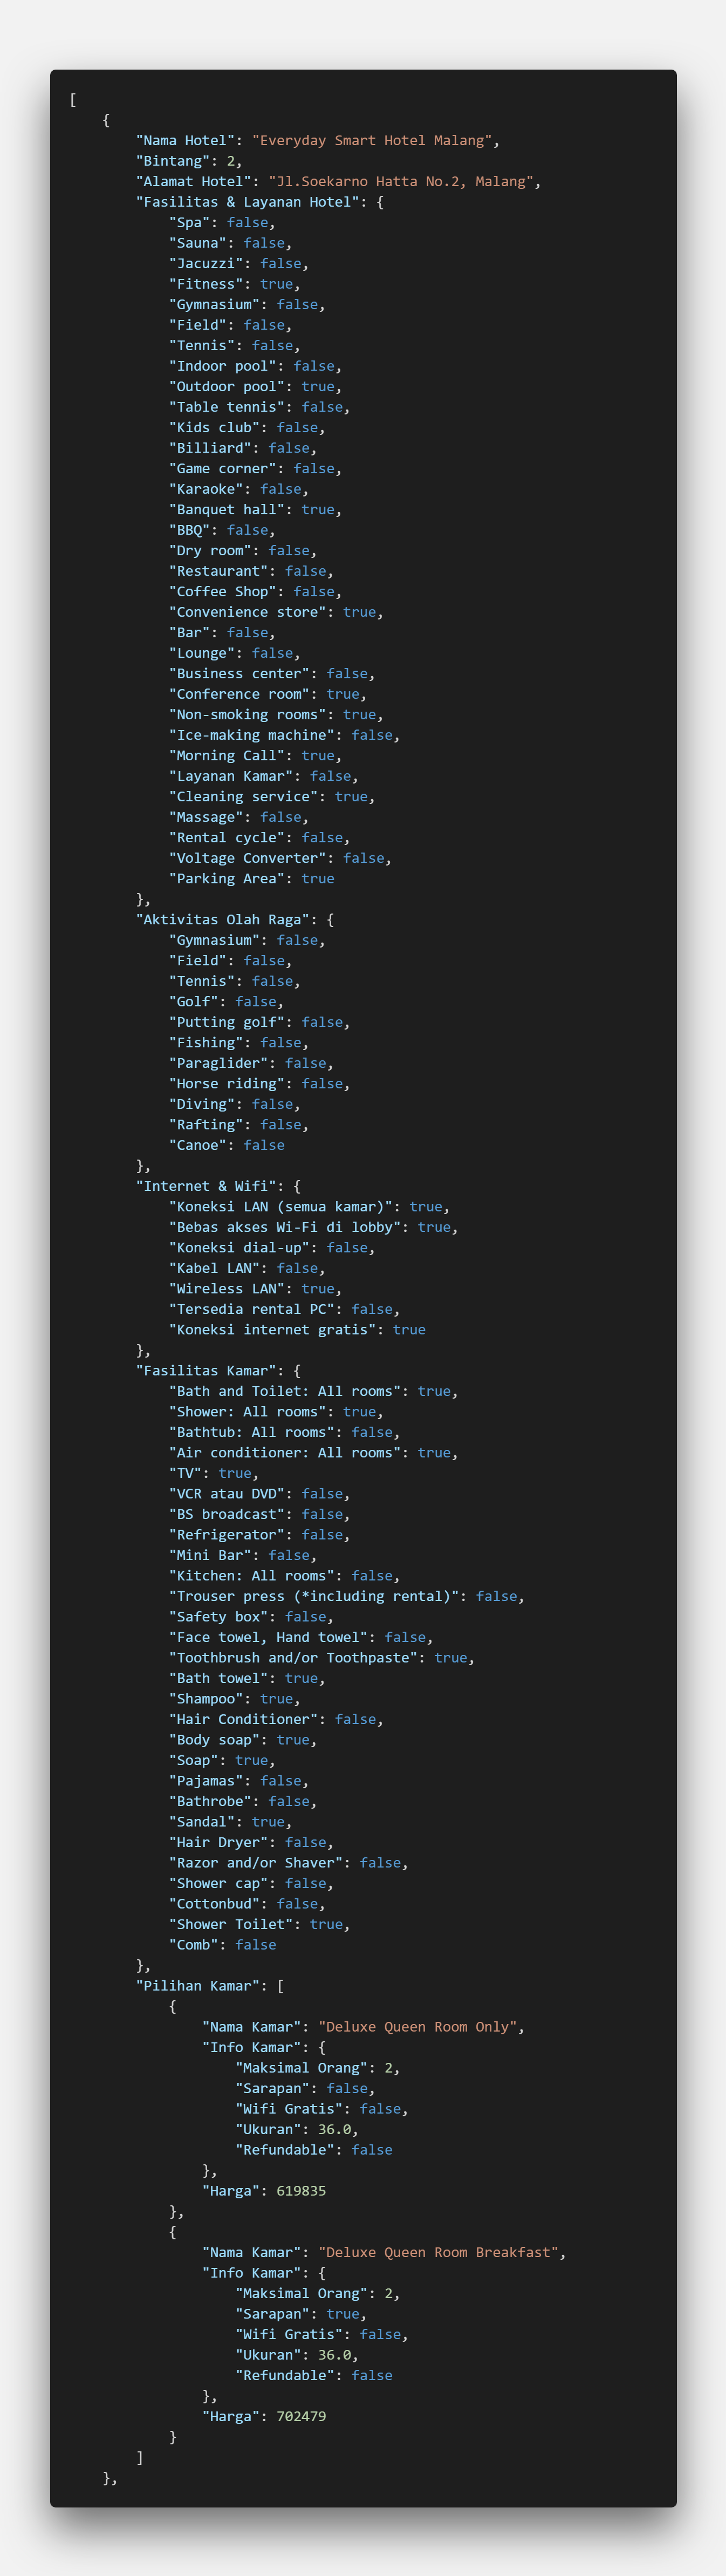 [
    {
        "Nama Hotel": "Everyday Smart Hotel Malang",
        "Bintang": 2,
        "Alamat Hotel": "Jl.Soekarno Hatta No.2, Malang",
        "Fasilitas & Layanan Hotel": {
            "Spa": false,
            "Sauna": false,
            "Jacuzzi": false,
            "Fitness": true,
            "Gymnasium": false,
            "Field": false,
            "Tennis": false,
            "Indoor pool": false,
            "Outdoor pool": true,
            "Table tennis": false,
            "Kids club": false,
            "Billiard": false,
            "Game corner": false,
            "Karaoke": false,
            "Banquet hall": true,
            "BBQ": false,
            "Dry room": false,
            "Restaurant": false,
            "Coffee Shop": false,
            "Convenience store": true,
            "Bar": false,
            "Lounge": false,
            "Business center": false,
            "Conference room": true,
            "Non-smoking rooms": true,
            "Ice-making machine": false,
            "Morning Call": true,
            "Layanan Kamar": false,
            "Cleaning service": true,
            "Massage": false,
            "Rental cycle": false,
            "Voltage Converter": false,
            "Parking Area": true
        },
        "Aktivitas Olah Raga": {
            "Gymnasium": false,
            "Field": false,
            "Tennis": false,
            "Golf": false,
            "Putting golf": false,
            "Fishing": false,
            "Paraglider": false,
            "Horse riding": false,
            "Diving": false,
            "Rafting": false,
            "Canoe": false
        },
        "Internet & Wifi": {
            "Koneksi LAN (semua kamar)": true,
            "Bebas akses Wi-Fi di lobby": true,
            "Koneksi dial-up": false,
            "Kabel LAN": false,
            "Wireless LAN": true,
            "Tersedia rental PC": false,
            "Koneksi internet gratis": true
        },
        "Fasilitas Kamar": {
            "Bath and Toilet: All rooms": true,
            "Shower: All rooms": true,
            "Bathtub: All rooms": false,
            "Air conditioner: All rooms": true,
            "TV": true,
            "VCR atau DVD": false,
            "BS broadcast": false,
            "Refrigerator": false,
            "Mini Bar": false,
            "Kitchen: All rooms": false,
            "Trouser press (*including rental)": false,
            "Safety box": false,
            "Face towel, Hand towel": false,
            "Toothbrush and/or Toothpaste": true,
            "Bath towel": true,
            "Shampoo": true,
            "Hair Conditioner": false,
            "Body soap": true,
            "Soap": true,
            "Pajamas": false,
            "Bathrobe": false,
            "Sandal": true,
            "Hair Dryer": false,
            "Razor and/or Shaver": false,
            "Shower cap": false,
            "Cottonbud": false,
            "Shower Toilet": true,
            "Comb": false
        },
        "Pilihan Kamar": [
            {
                "Nama Kamar": "Deluxe Queen Room Only",
                "Info Kamar": {
                    "Maksimal Orang": 2,
                    "Sarapan": false,
                    "Wifi Gratis": false,
                    "Ukuran": 36.0,
                    "Refundable": false
                },
                "Harga": 619835
            },
            {
                "Nama Kamar": "Deluxe Queen Room Breakfast",
                "Info Kamar": {
                    "Maksimal Orang": 2,
                    "Sarapan": true,
                    "Wifi Gratis": false,
                    "Ukuran": 36.0,
                    "Refundable": false
                },
                "Harga": 702479
            }
        ]
    },